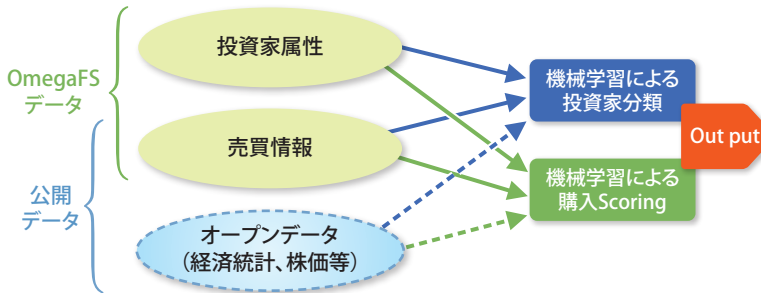 OmegaFS
データ
公開
データ
投資家属性
売買情報
オープンデータ
(経済統計、株価等)
機械学習による
投資家分類
機械学習による
購入Scoring
Out put